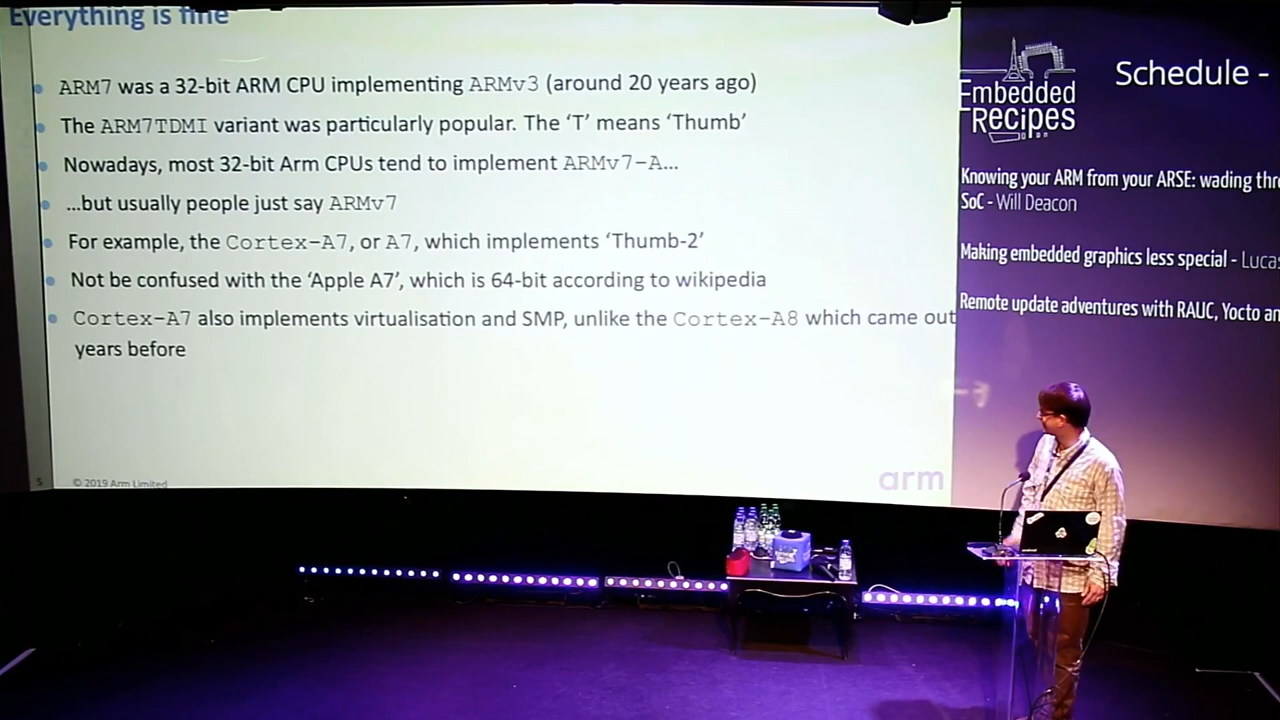 Everything is fine
ARM7 was a 32-bit ARM CPU implementing ARMv3 (around 20 years ago)
The ARM7TDMI variant was particularly popular. The ‘T’ means ‘Thumb’
Nowadays, most 32-bit Arm CPUs tend to implement ARMv7-A…
…but usually people just say ARMv7
For example, the Cortex-A7, or A7, which implements ‘Thumb-2’
Not be confused with the ‘Apple A7’, which is 64-bit according to wikipedia
Cortex-A7 also implements virtualisation and SMP, unlike the Cortex-A8 which came out
years before
5
© 2019 Arm Limited
arm
Embedded
Recipes
Schedule -
Knowing your ARM from your ARSE: wading thr
SoC - Will Deacon
Making embedded graphics less special - Lucas
Remote update adventures with RAUC, Yocto an